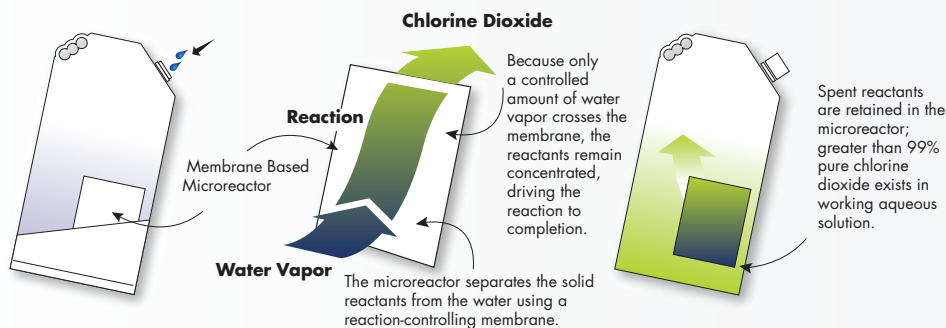 Chlorine Dioxide
Because only
a controlled
amount of water
vapor crosses the
membrane, the
reactants remain
concentrated,
driving the
reaction to
completion.
Reaction
Membrane Based
Microreactor
Water Vapor
The microreactor separates the solid
reactants from the water using a
reaction-controlling membrane.
Spent reactants
are retained in the
microreactor;
greater than 99%
pure chlorine
dioxide exists in
working aqueous
solution.